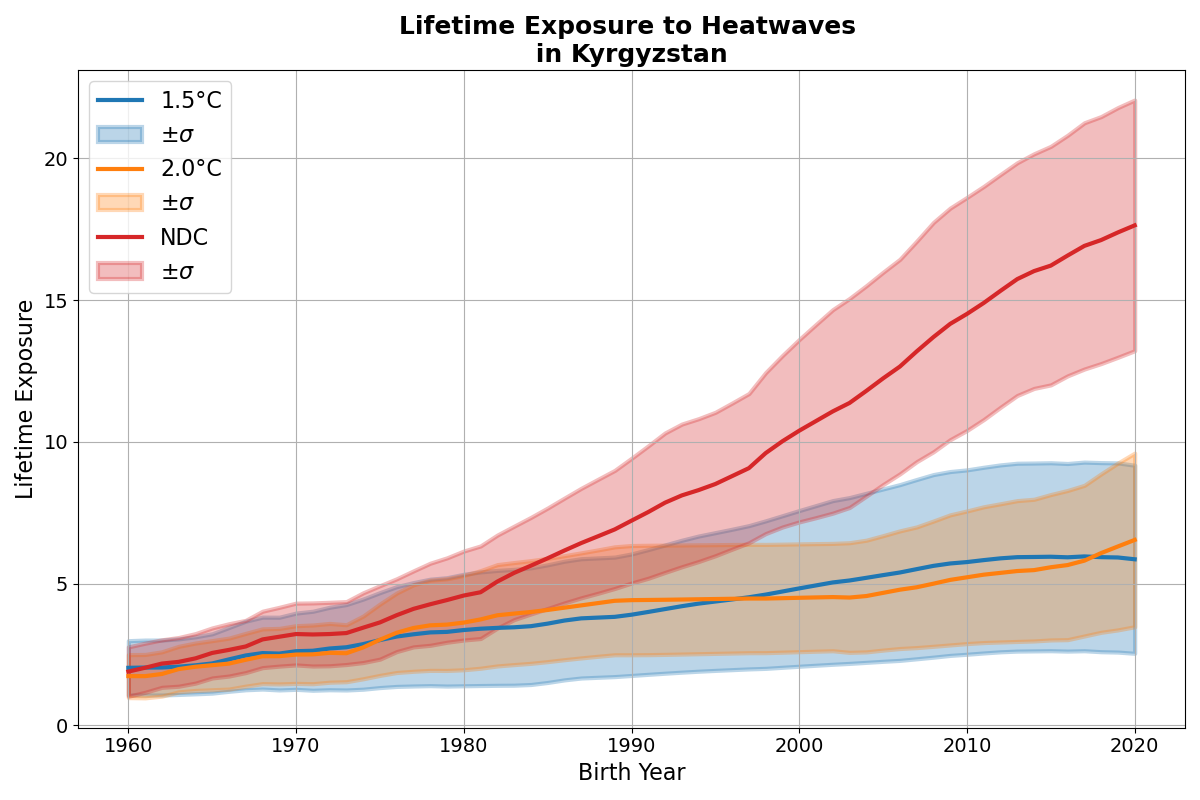 Lifetime Exposure to Heatwaves
in Kyrgyzstan
1.5°C
±σ
2.0°C
±σ
NDC
±σ
Lifetime Exposure
20
15
10
5
0
1960 1970 1980 1990 2000 2010 2020
Birth Year